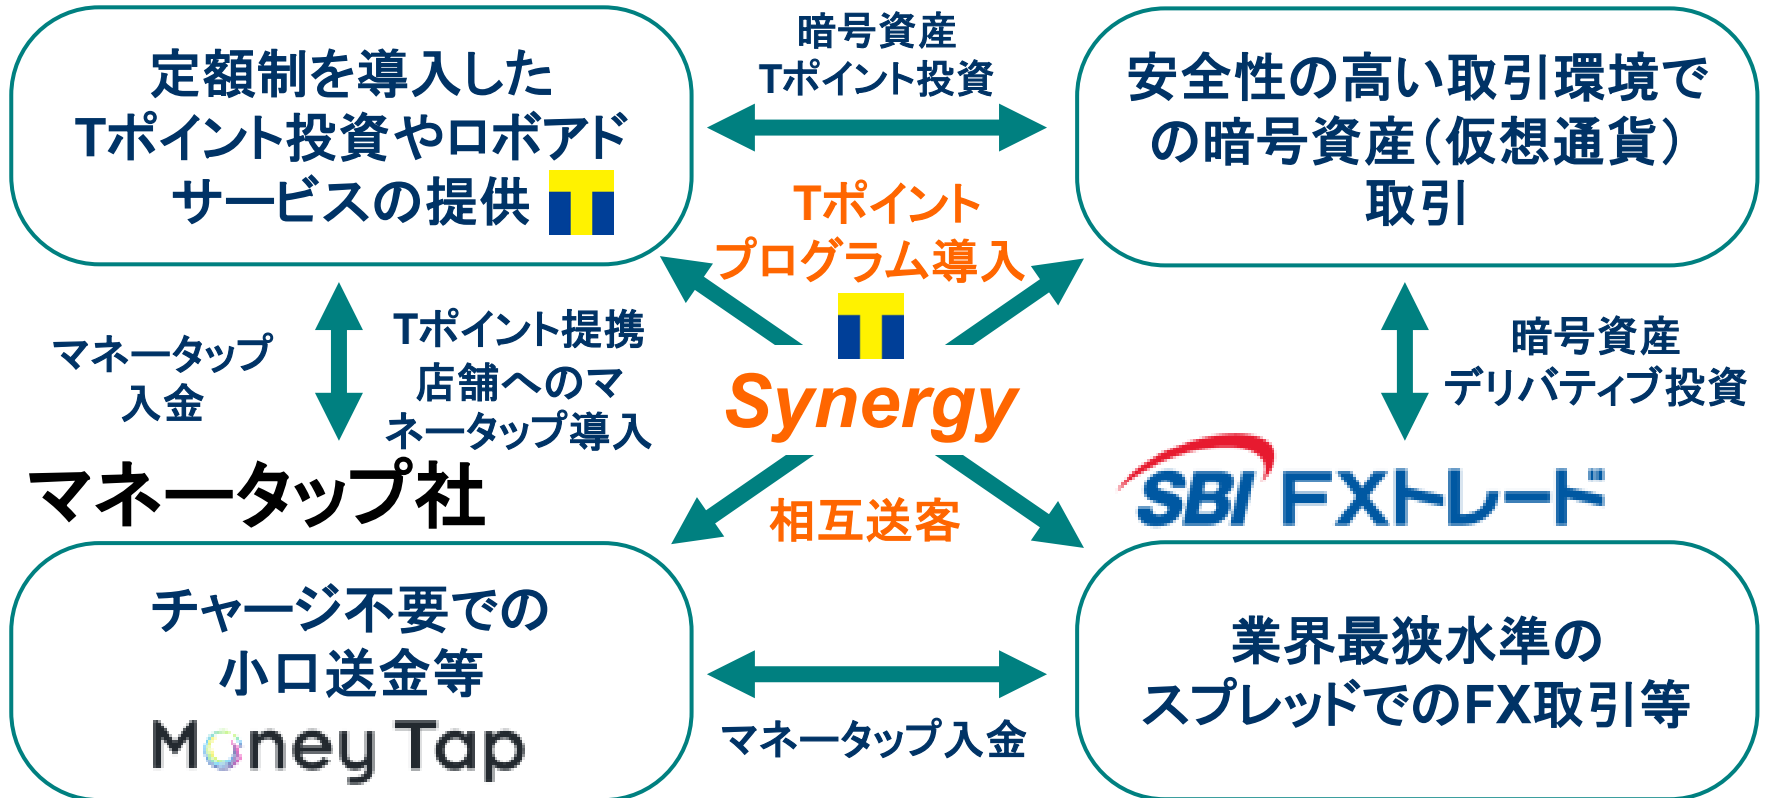 定額制を導入した
Tポイント投資やロボアド
サービスの提供
暗号資産
Tポイント投資
安全性の高い取引環境で
の暗号資産（仮想通貨）
取引
Tポイント
プログラム導入
T
T
マネータップ
入金
Tポイント提携
店舗へのマ
ネータップ導入
Synergy
暗号資産
デリバティブ投資
マネータップ社
相互送客
SBI FXトレード
チャージ不要での
小口送金等
Money Tap
マネータップ入金
業界最狭水準の
スプレッドでのFX取引等